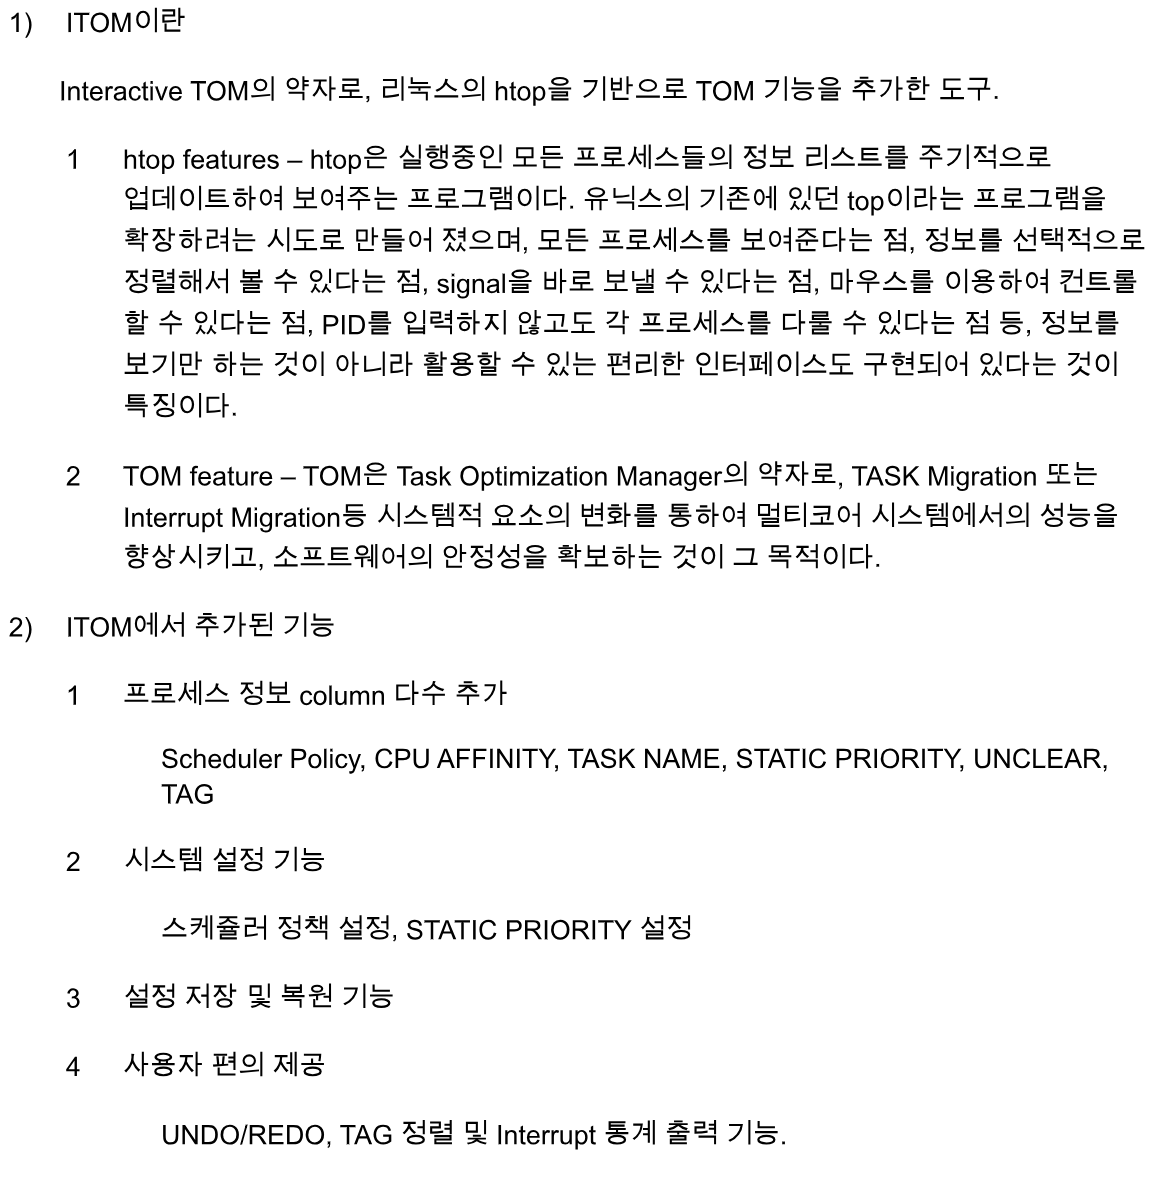 1) ITOM이란
Interactive TOM의 약자로, 리눅스의 htop을 기반으로 TOM 기능을 추가한 도구.
1 htop features – htop은 실행중인 모든 프로세스들의 정보 리스트를 주기적으로
업데이트하여 보여주는 프로그램이다. 유닉스의 기존에 있던 top이라는 프로그램을
확장하려는 시도로 만들어 졌으며, 모든 프로세스를 보여준다는 점, 정보를 선택적으로
정렬해서 볼 수 있다는 점, signal을 바로 보낼 수 있다는 점, 마우스를 이용하여 컨트롤
할 수 있다는 점, PID를 입력하지 않고도 각 프로세스를 다룰 수 있다는 점 등, 정보를
보기만 하는 것이 아니라 활용할 수 있는 편리한 인터페이스도 구현되어 있다는 것이
특징이다.
2 TOM feature – TOM은 Task Optimization Manager의 약자로, TASK Migration 또는
Interrupt Migration등 시스템적 요소의 변화를 통하여 멀티코어 시스템에서의 성능을
향상시키고, 소프트웨어의 안정성을 확보하는 것이 그 목적이다.
2) ITOM에서 추가된 기능
1 프로세스 정보 column 다수 추가
Scheduler Policy, CPU AFFINITY, TASK NAME, STATIC PRIORITY, UNCLEAR,
TAG
2 시스템 설정 기능
스케쥴러 정책 설정, STATIC PRIORITY 설정
3 설정 저장 및 복원 기능
4 사용자 편의 제공
UNDO/REDO, TAG 정렬 및 Interrupt 통계 출력 기능.